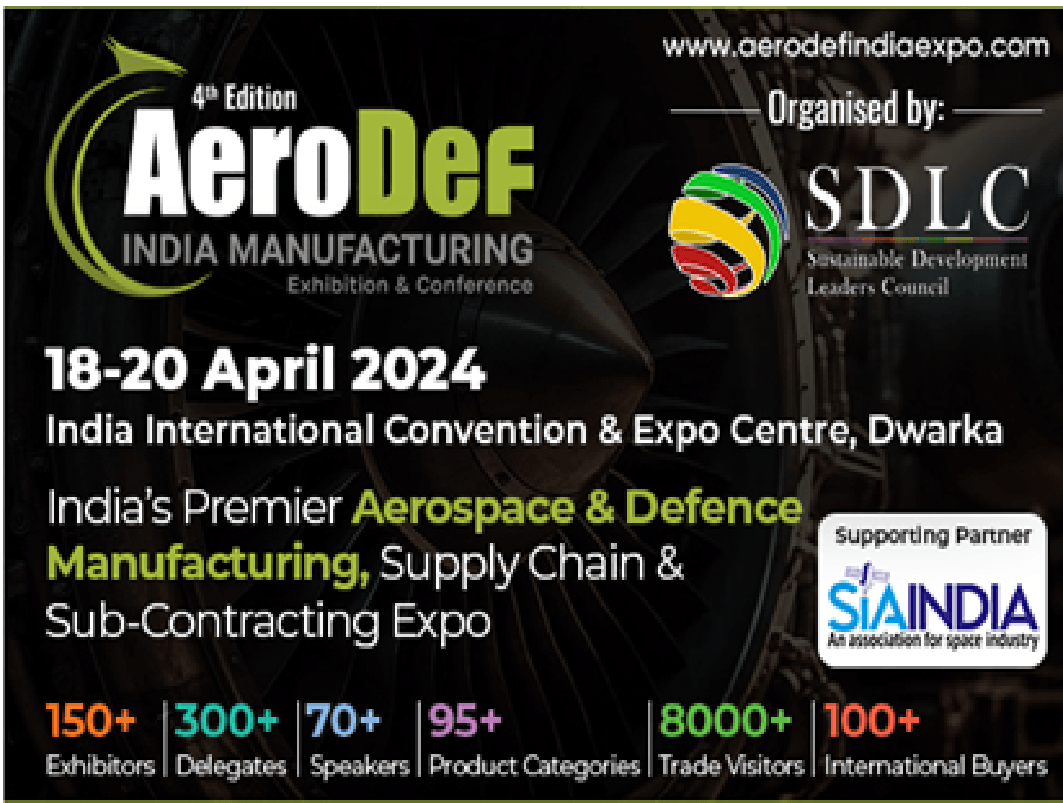 www.aerodefindiaexpo.com
4th Edition
AeroDef
INDIA MANUFACTURING
Exhibition & Conference
Organised by:
SDLC
Sustainable Development
Leaders Council
18-20 April 2024
India International Convention & Expo Centre, Dwarka
India's Premier Aerospace & Defence
Manufacturing, Supply Chain &
Sub-Contracting Expo
Supporting Partner
SiAINDIA
An association for space industry
150+
Exhibitors
300+
Delegates
70+
Speakers
95+
Product Categories
8000+
Trade Visitors
100+
International Buyers